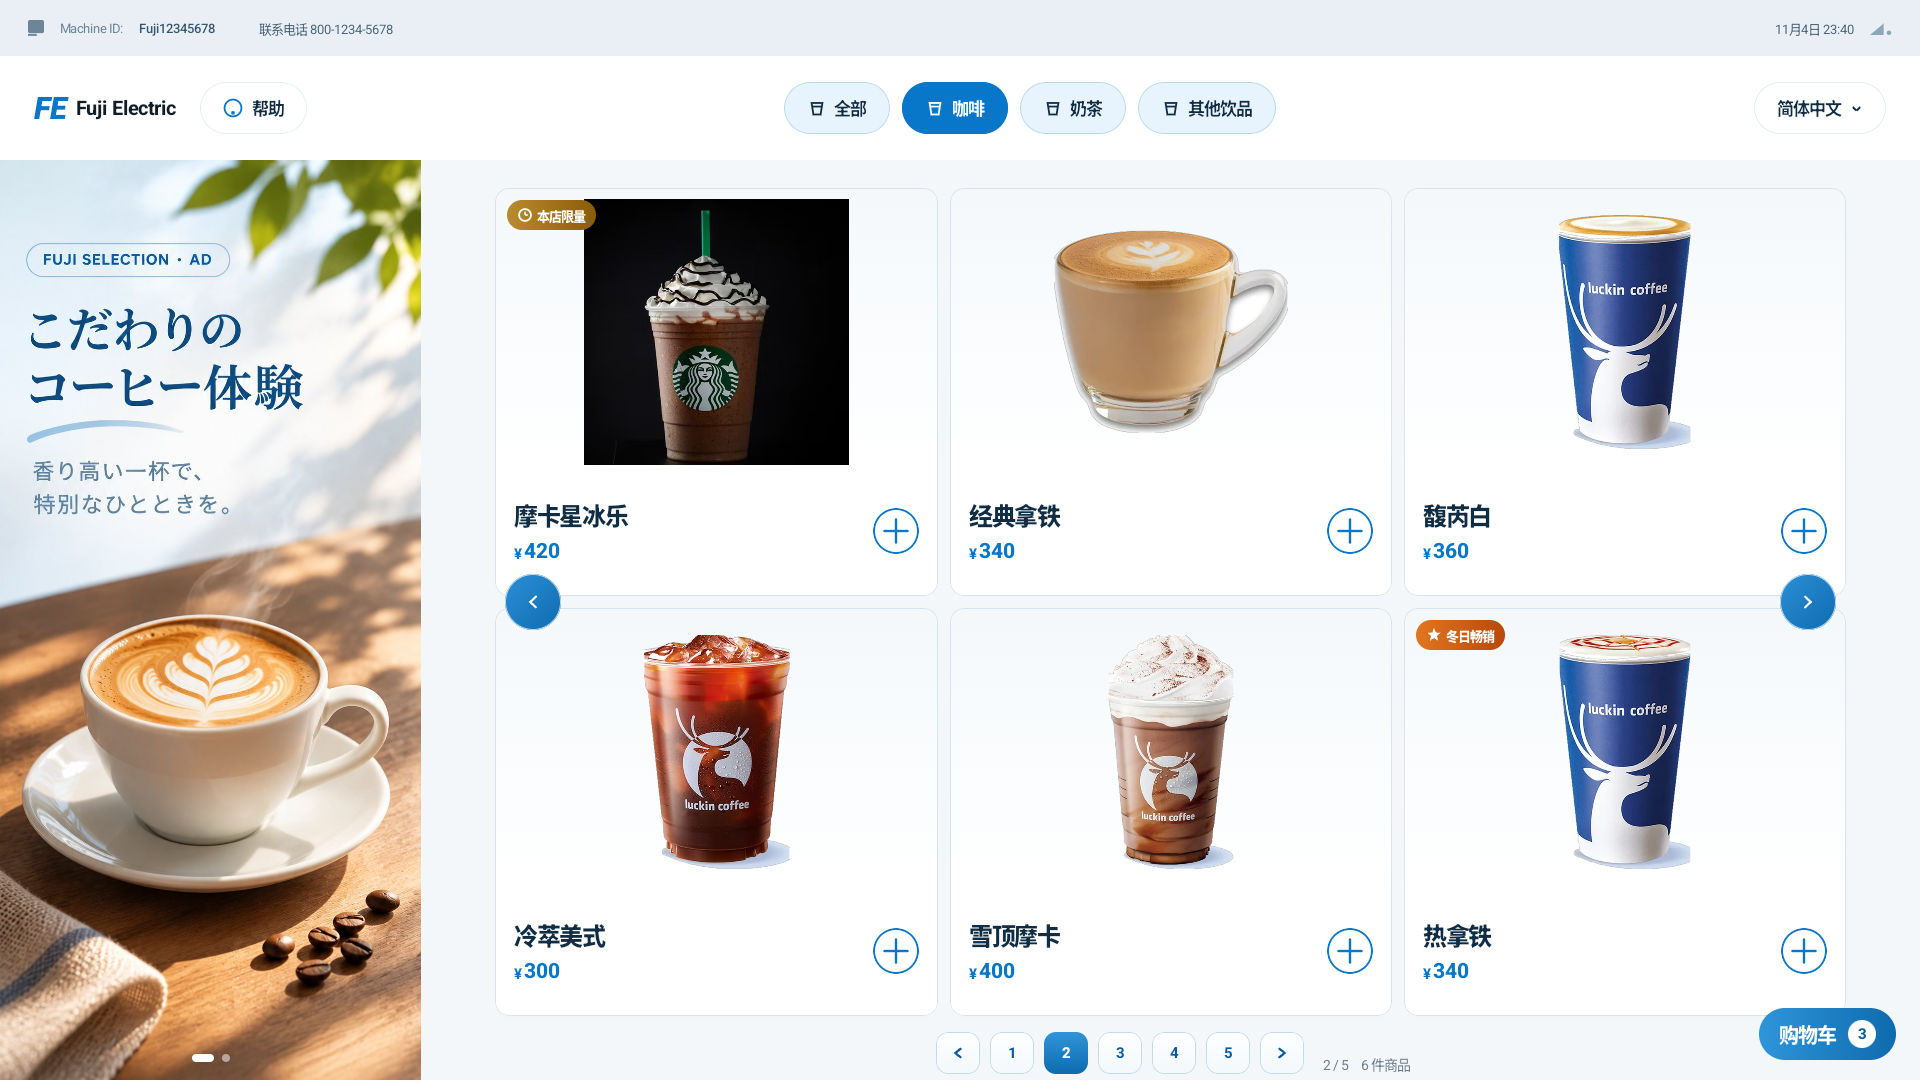 Machine ID: Fuji12345678 联系电话 800-1234-5678
11月4日 23:40
FE Fuji Electric
帮助
全部
咖啡
奶茶
其他饮品
简体中文
FUJI SELECTION・AD
こだわりの
コーヒー体験
香り高い一杯で、
特別なひとときを。
本店限量
摩卡星冰乐
¥420
经典拿铁
¥340
luckin coffee
馥芮白
¥360
luckin coffee
冷萃美式
¥300
luckin coffee
雪顶摩卡
¥400
冬日畅销
luckin coffee
热拿铁
¥340
1 2 3 4 5
2 / 5 6 件商品
购物车 3